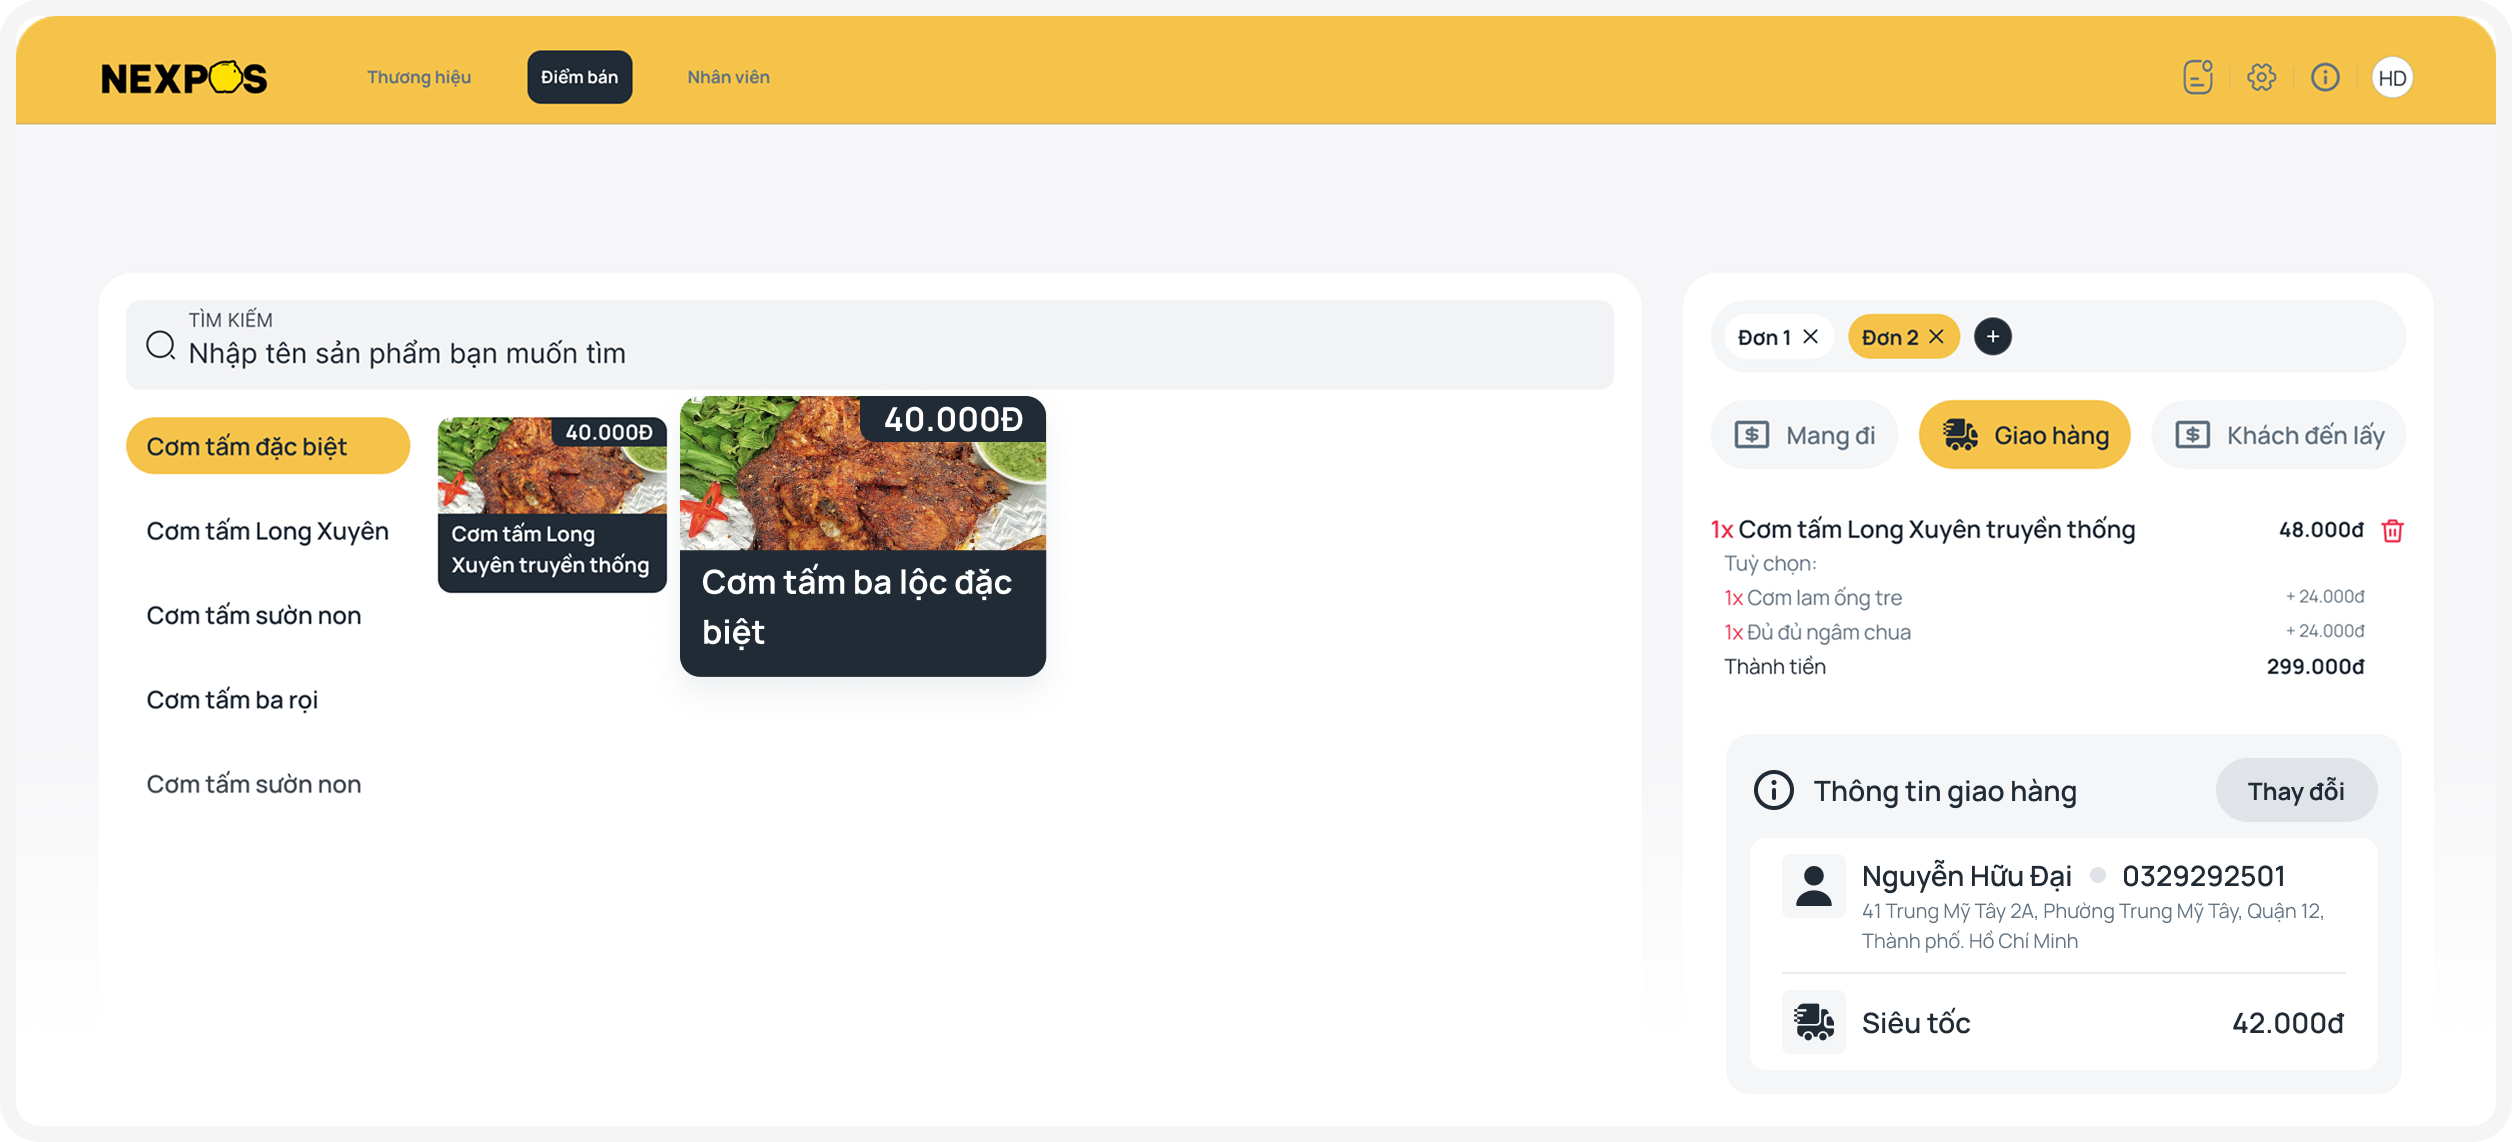 NEXPOS
Thương hiệu
Điểm bán
Nhân viên
HD
TÌM KIẾM
Nhập tên sản phẩm bạn muốn tìm
Cơm tấm đặc biệt
Cơm tấm Long Xuyên
Cơm tấm sườn non
Cơm tấm ba rọi
Cơm tấm sườn non
40.000Đ
Cơm tấm Long
Xuyên truyền thống
40.000Đ
Cơm tấm ba lộc đặc
biệt
Đơn 1
Đơn 2
Mang đi
Giao hàng
Khách đến lấy
1x Cơm tấm Long Xuyên truyền thống 48.000đ
Tuỳ chọn:
1x Cơm lam ống tre + 24.000đ
1x Đủ đủ ngâm chua + 24.000đ
Thành tiền 299.000đ
Thông tin giao hàng
Thay đổi
Nguyễn Hữu Đại 0329292501
41 Trung Mỹ Tây 2A, Phường Trung Mỹ Tây, Quận 12,
Thành phố. Hồ Chí Minh
Siêu tốc 42.000đ